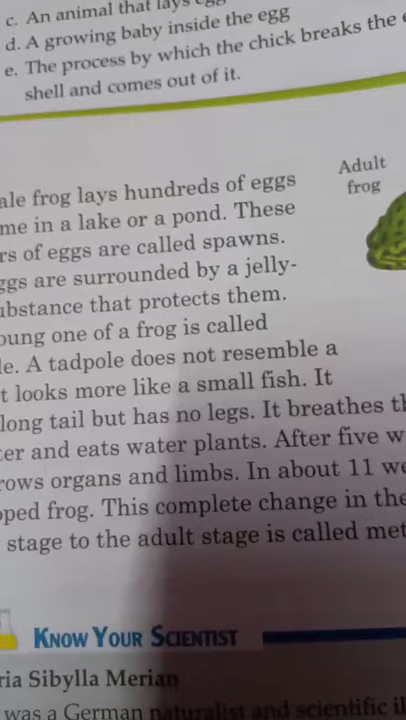 c. An animal that lays egg
d. A growing baby inside the egg
e. The process by which the chick breaks the
shell and comes out of it.
ale frog lays hundreds of eggs
me in a lake or a pond. These
rs of eggs are called spawns.
ggs are surrounded by a jelly-
ubstance that protects them.
oung one of a frog is called
le. A tadpole does not resemble a
t looks more like a small fish. It
long tail but has no legs. It breathes th
ter and eats water plants. After five w
rows organs and limbs. In about 11 we
oped frog. This complete change in the
stage to the adult stage is called met
Adult
frog
KNOW YOUR SCIENTIST
ria Sibylla Merian
was a German naturalist and scientific il